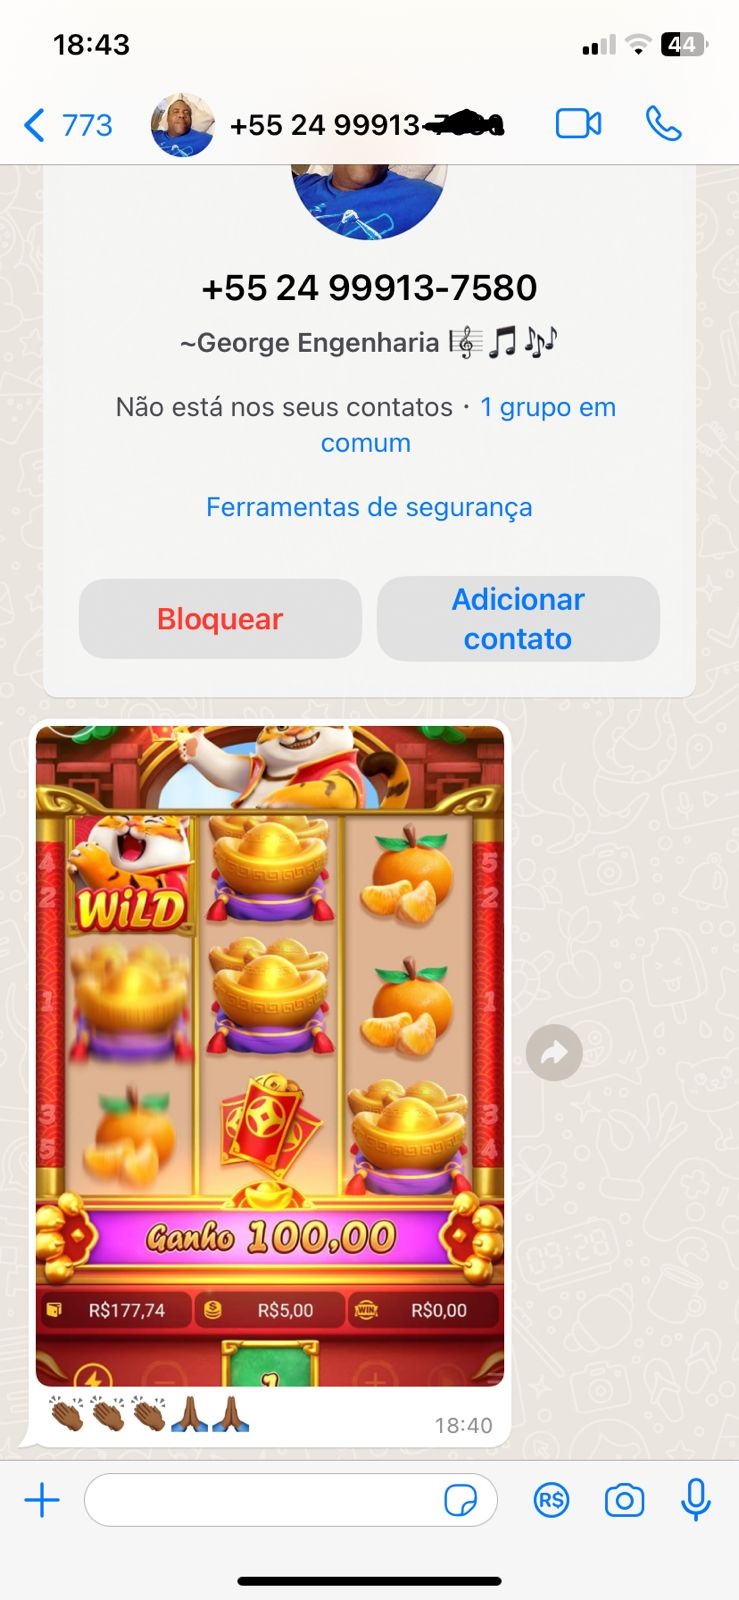 18:43
44
773
+55 24 99913-
+55 24 99913-7580
~George Engenharia 🎼🎵🎶
Não está nos seus contatos · 1 grupo em
comum
Ferramentas de segurança
Bloquear
Adicionar
contato
WILD
4 5
2 2
1 1
3 3
5 4
Ganho 100,00
R$177,74 R$5,00 WIN R$0,00
1
👏🏾👏🏾👏🏾🙏🏾🙏🏾
18:40
R$